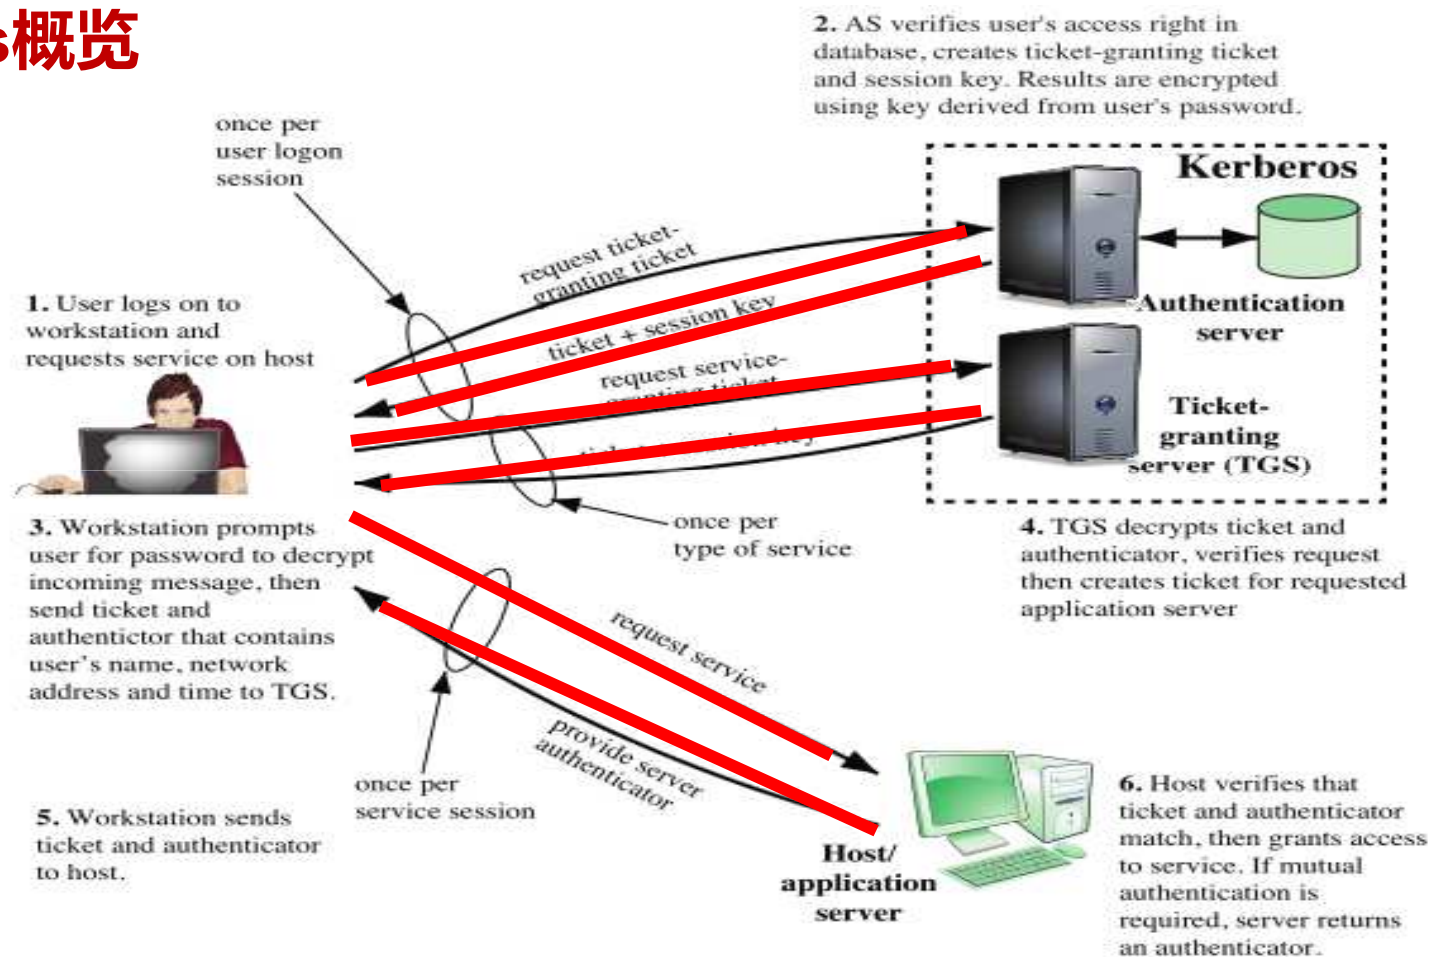 s概览
2. AS verifies user's access right in
database, creates ticket-granting ticket
and session key. Results are encrypted
using key derived from user's password.
once per
user logon
session
Kerberos
request ticket-
granting ticket
1. User logs on to
workstation and
requests service on host
ticket + session key
Authentication
server
request service-
granting ticket
Ticket-
granting
server (TGS)
ticket + session key
3. Workstation prompts
user for password to decrypt
incoming message, then
send ticket and
authentictor that contains
user's name, network
address and time to TGS.
once per
type of service
4. TGS decrypts ticket and
authenticator, verifies request
then creates ticket for requested
application server
request service
provide server
authenticator
once per
service session
5. Workstation sends
ticket and authenticator
to host.
Host/
application
server
6. Host verifies that
ticket and authenticator
match, then grants access
to service. If mutual
authentication is
required, server returns
an authenticator.